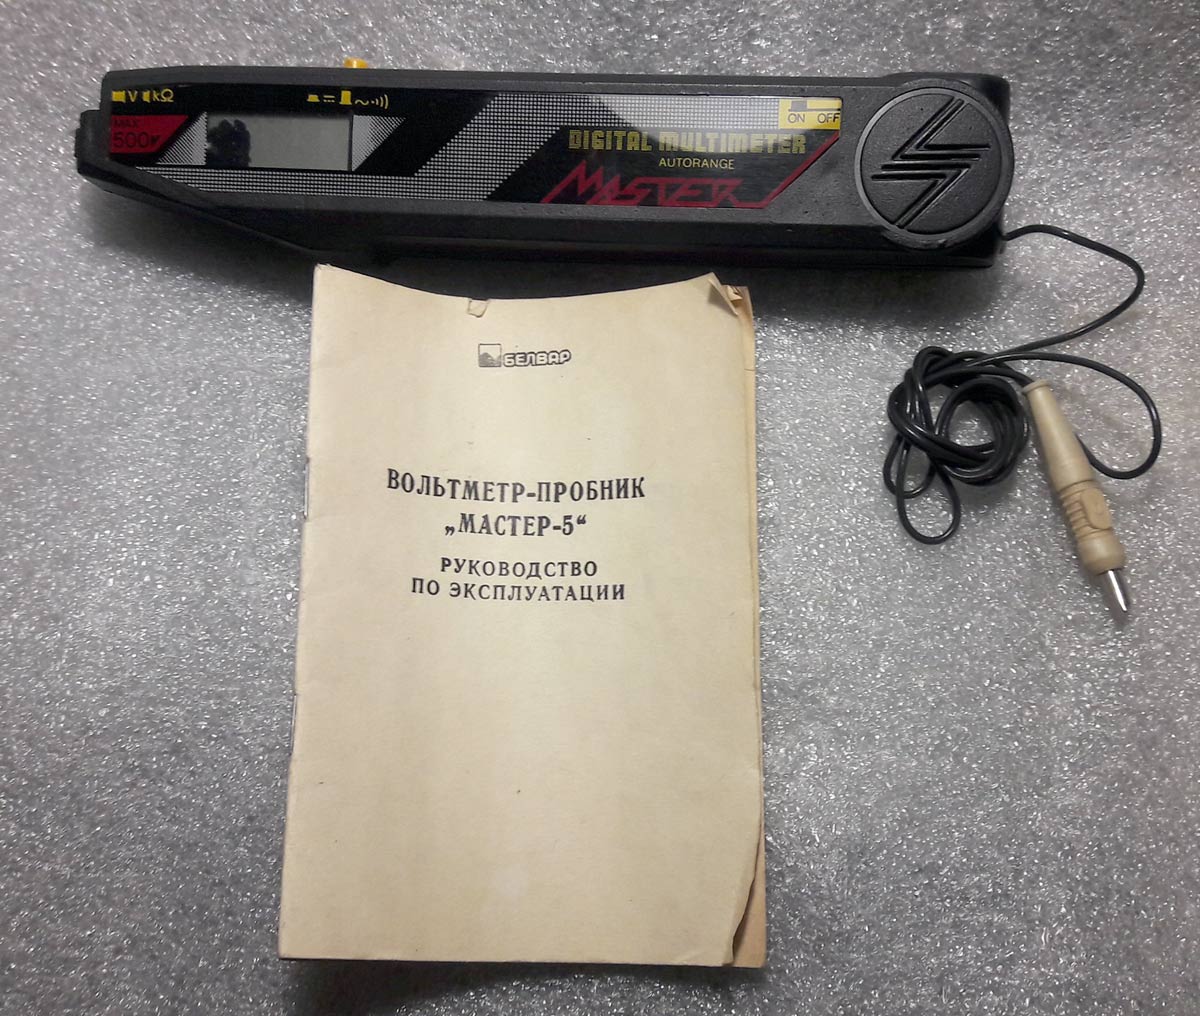 V kΩ
MAX
500V
ON OFF
DIGITAL MULTIMETER
AUTORANGE
MASTER
БЕЛВАР
ВОЛЬТМЕТР-ПРОБНИК
„МАСТЕР-5“
РУКОВОДСТВО
ПО ЭКСПЛУАТАЦИИ